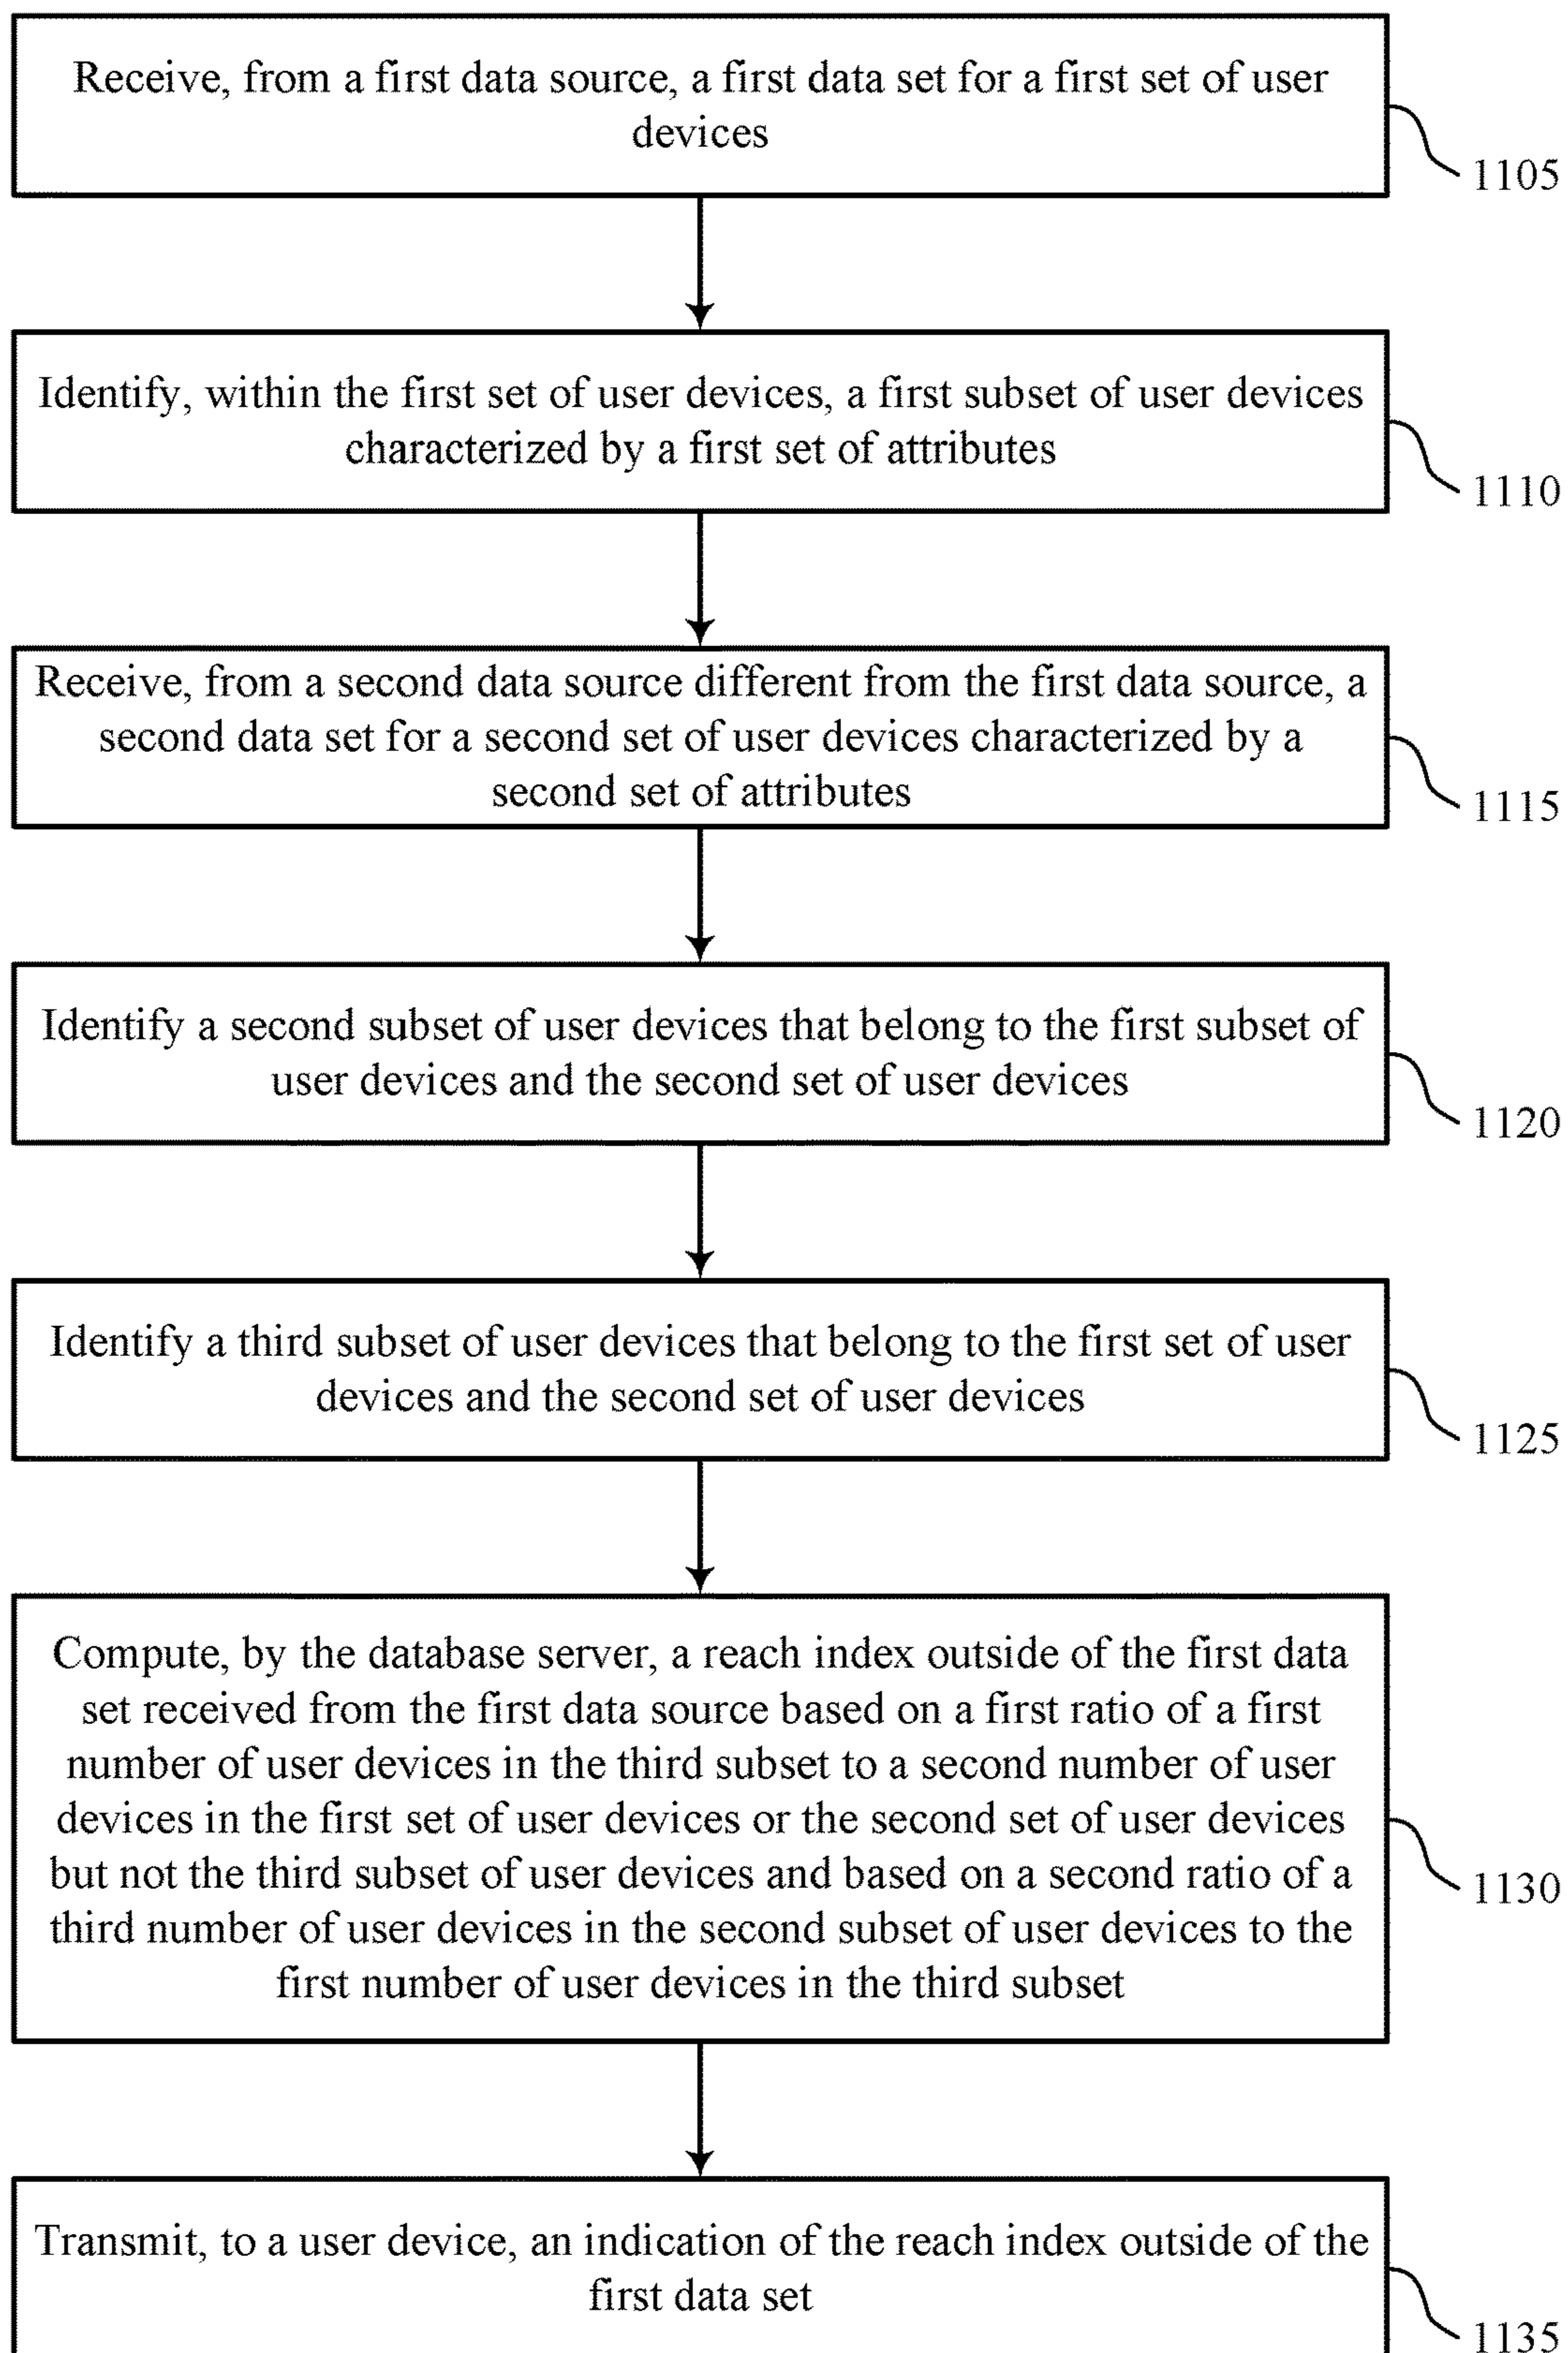 Receive, from a first data source, a first data set for a first set of user
devices
1105
Identify, within the first set of user devices, a first subset of user devices
characterized by a first set of attributes
1110
Receive, from a second data source different from the first data source, a
second data set for a second set of user devices characterized by a
second set of attributes
1115
Identify a second subset of user devices that belong to the first subset of
user devices and the second set of user devices
1120
Identify a third subset of user devices that belong to the first set of user
devices and the second set of user devices
1125
Compute, by the database server, a reach index outside of the first data
set received from the first data source based on a first ratio of a first
number of user devices in the third subset to a second number of user
devices in the first set of user devices or the second set of user devices
but not the third subset of user devices and based on a second ratio of a
third number of user devices in the second subset of user devices to the
first number of user devices in the third subset
1130
Transmit, to a user device, an indication of the reach index outside of the
first data set
1135